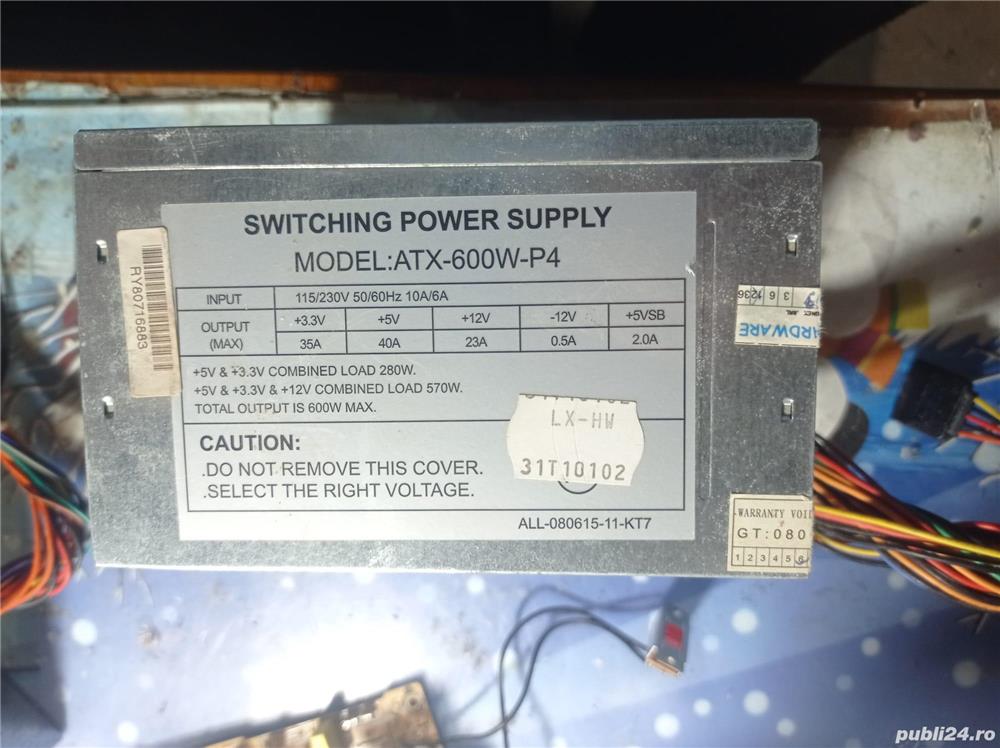 SWITCHING POWER SUPPLY
MODEL:ATX-600W-P4
INPUT 115/230V 50/60Hz 10A/6A
OUTPUT (MAX) +3.3V +5V +12V -12V +5VSB
35A 40A 23A 0.5A 2.0A
+5V & +3.3V COMBINED LOAD 280W.
+5V & +3.3V & +12V COMBINED LOAD 570W.
TOTAL OUTPUT IS 600W MAX.
CAUTION:
.DO NOT REMOVE THIS COVER.
.SELECT THE RIGHT VOLTAGE.
ALL-080615-11-KT7
RY80716883
LX-HW
31T10102
HARDWARE
1236
WARRANTY VOID
GT:080
1 2 3 4 5 6
publi24.ro